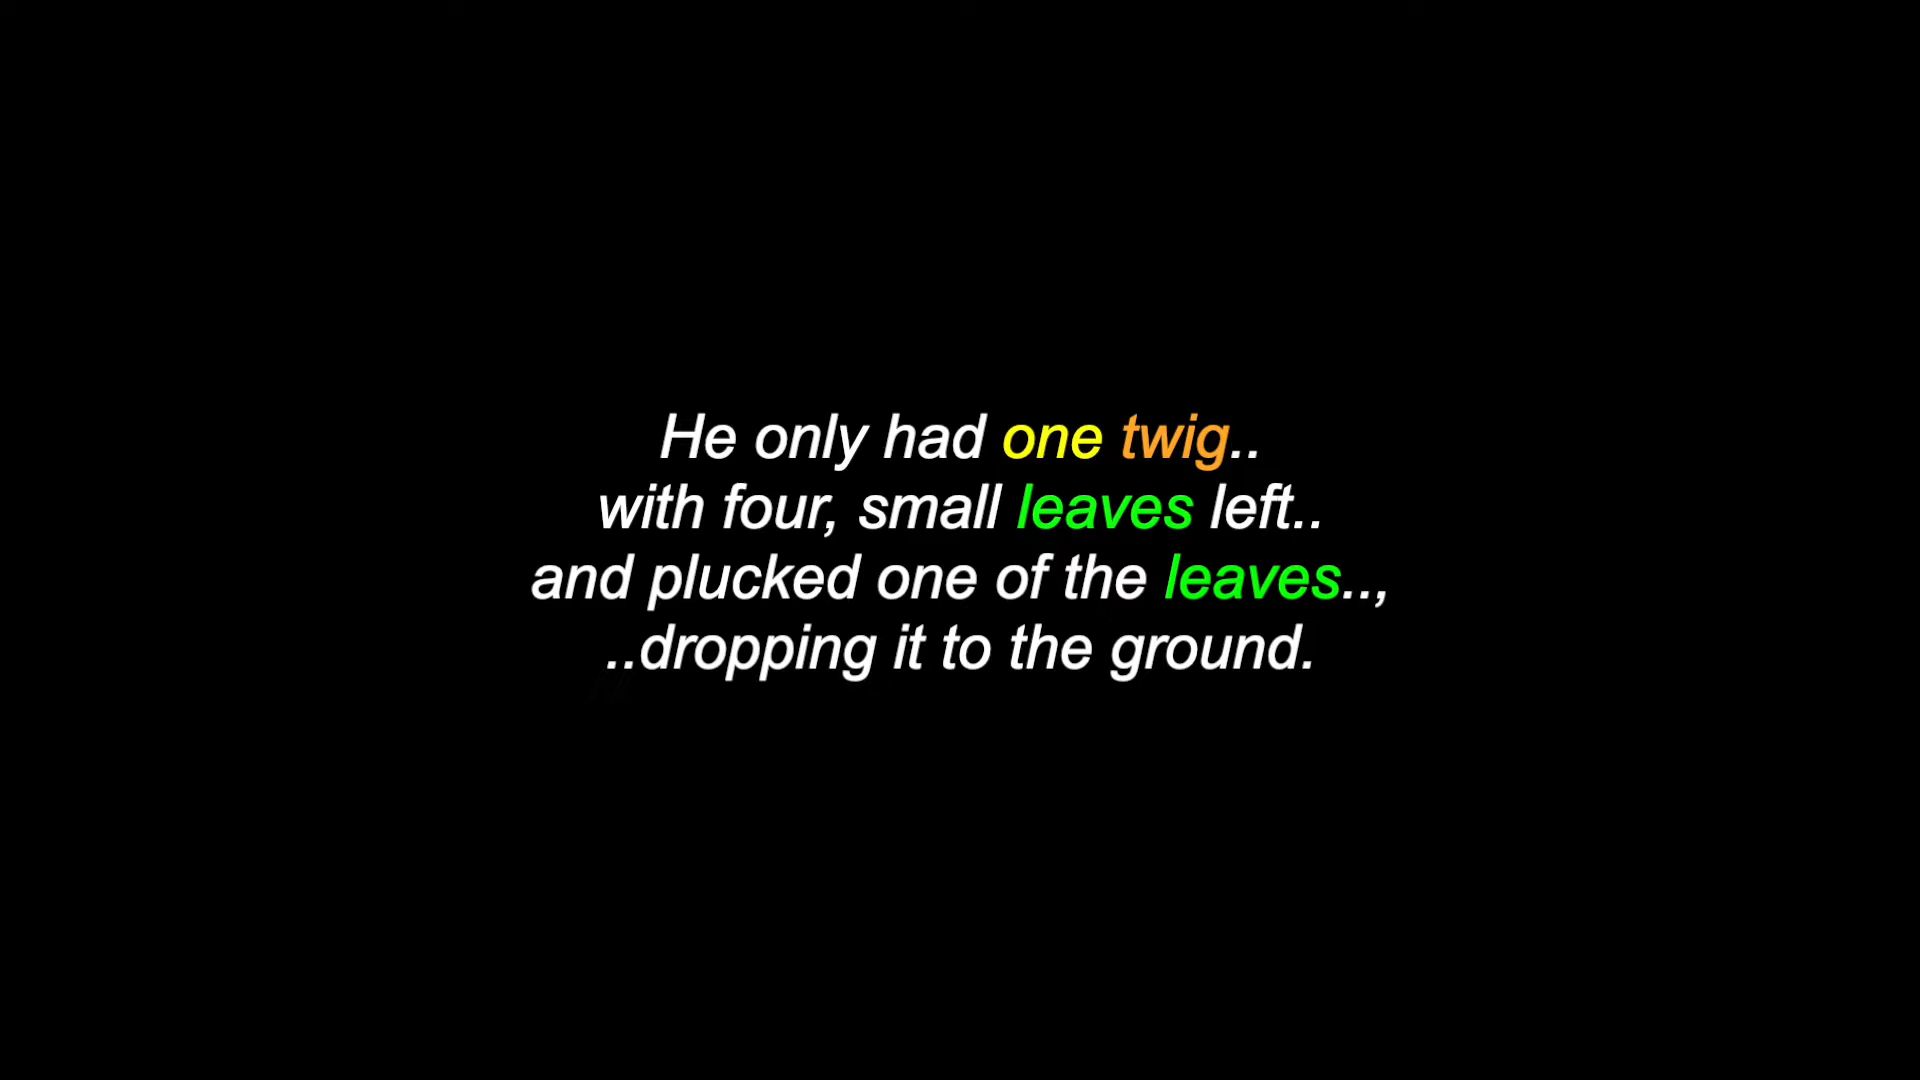 He only had one twig..
with four, small leaves left..
and plucked one of the leaves..,
..dropping it to the ground.